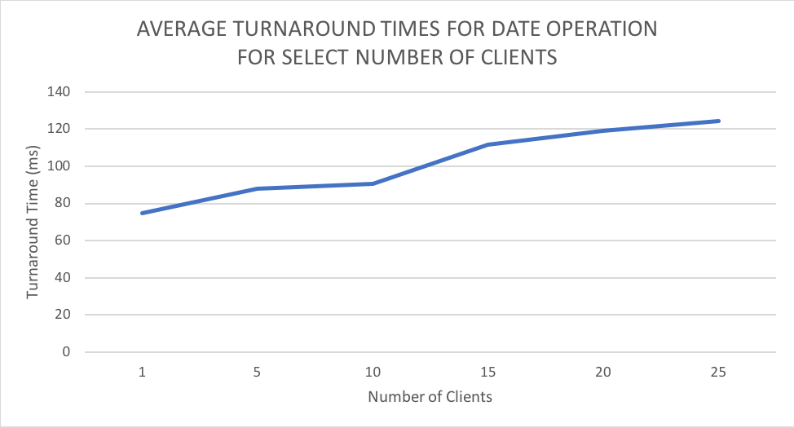 AVERAGE TURNAROUND TIMES FOR DATE OPERATION
FOR SELECT NUMBER OF CLIENTS
Turnaround Time (ms)
140
120
100
80
60
40
20
0
1 5 10 15 20 25
Number of Clients